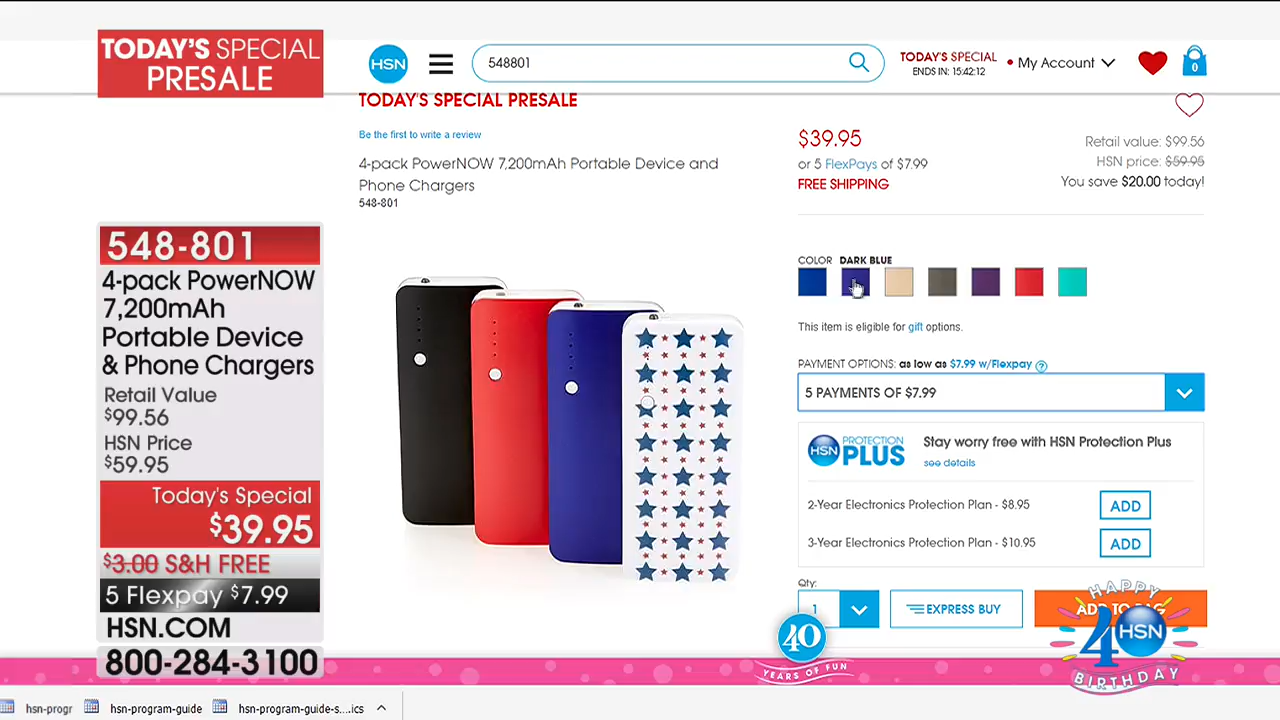 TODAY'S SPECIAL
PRESALE
HSN
548801
TODAY'S SPECIAL
ENDS IN: 15:42:12
My Account
0
TODAY'S SPECIAL PRESALE
Be the first to write a review
4-pack PowerNOW 7,200mAh Portable Device and
Phone Chargers
548-801
$39.95
or 5 FlexPays of $7.99
FREE SHIPPING
Retail value: $99.56
HSN price: $59.95
You save $20.00 today!
548-801
4-pack PowerNOW
7,200mAh
Portable Device
& Phone Chargers
Retail Value
$99.56
HSN Price
$59.95
Today's Special
$39.95
$3.00 S&H FREE
5 Flexpay $7.99
HSN.COM
800-284-3100
COLOR DARK BLUE
This item is eligible for gift options.
PAYMENT OPTIONS: as low as $7.99 w/Flexpay ?
5 PAYMENTS OF $7.99
HSN PROTECTION PLUS
Stay worry free with HSN Protection Plus
see details
2-Year Electronics Protection Plan - $8.95
ADD
3-Year Electronics Protection Plan - $10.95
ADD
Qty:
1
EXPRESS BUY
ADD TO BAG
40
YEARS OF FUN
HAPPY
40 HSN
BIRTHDAY
hsn-progr
hsn-program-guide
hsn-program-guide-s....ics